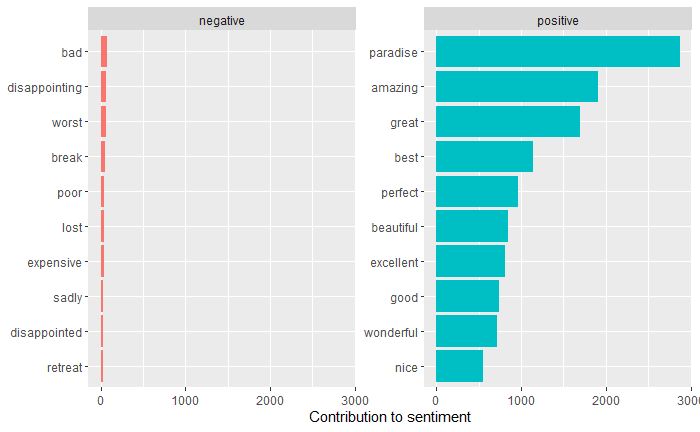 negative
bad
disappointing
worst
break
poor
lost
expensive
sadly
disappointed
retreat
0 1000 2000 3000
positive
paradise
amazing
great
best
perfect
beautiful
excellent
good
wonderful
nice
0 1000 2000 3000
Contribution to sentiment